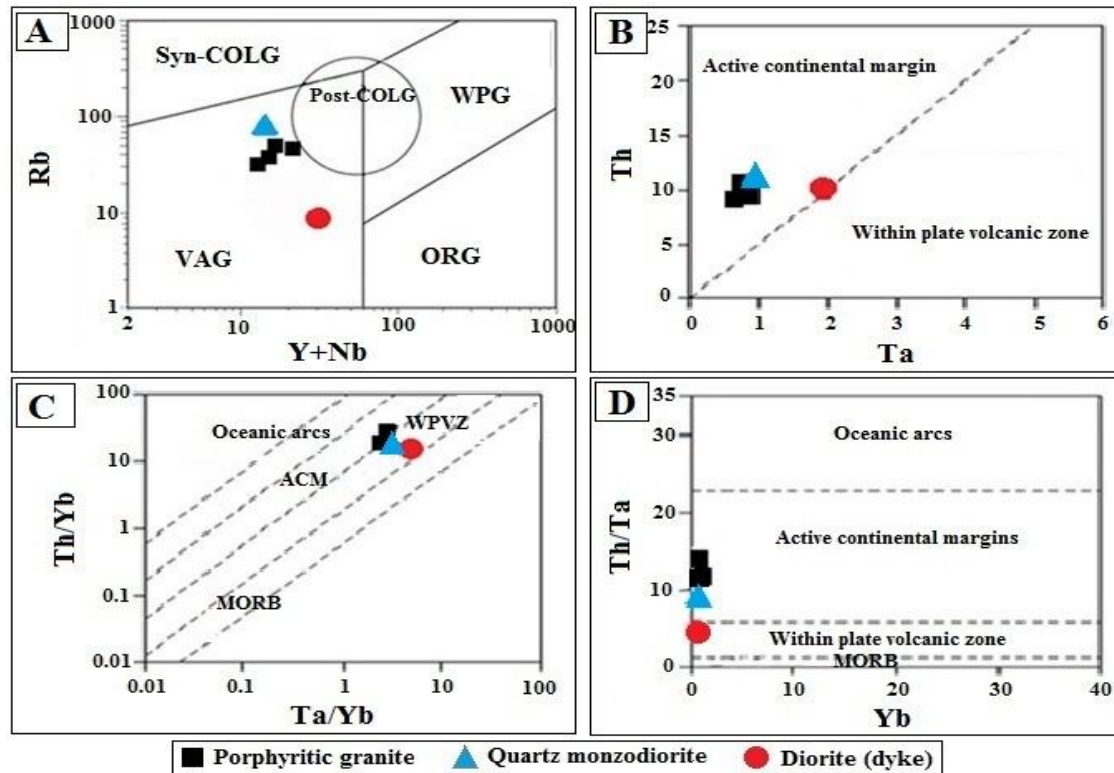 A
1000
100
10
1
Rb
Syn-COLG
Post-COLG
WPG
VAG
ORG
2
10
100
1000
Y+Nb
B
25
20
15
10
5
0
Th
Active continental margin
Within plate volcanic zone
0
1
2
3
4
5
6
Ta
C
100
10
1
0.1
0.01
Th/Yb
Oceanic arcs
WPVZ
ACM
MORB
0.01
0.1
1
10
100
Ta/Yb
D
35
30
20
10
0
Th/Ta
Oceanic arcs
Active continental margins
Within plate volcanic zone
MORB
0
10
20
30
40
Yb
Porphyritic granite
Quartz monzodiorite
Diorite (dyke)